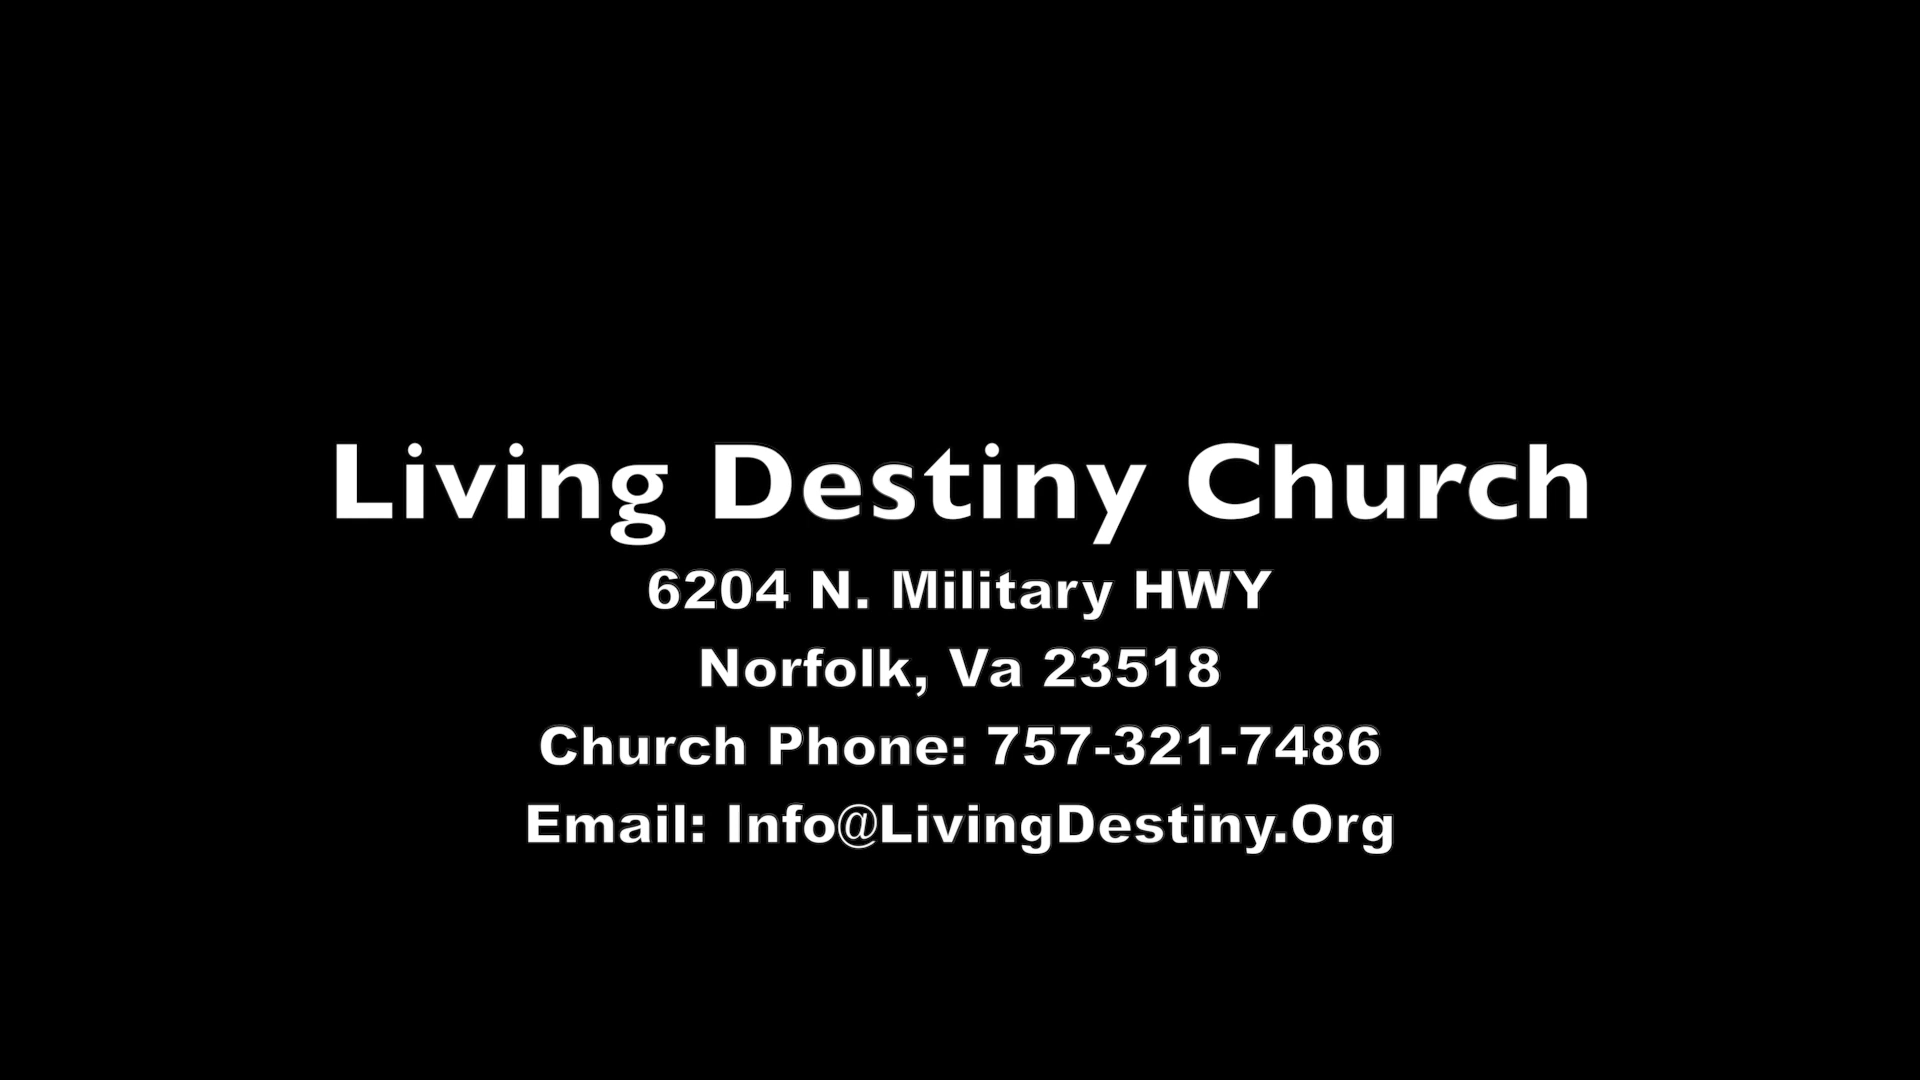 Living Destiny Church
6204 N. Military HWY
Norfolk, Va 23518
Church Phone: 757-321-7486
Email: Info@LivingDestiny.Org